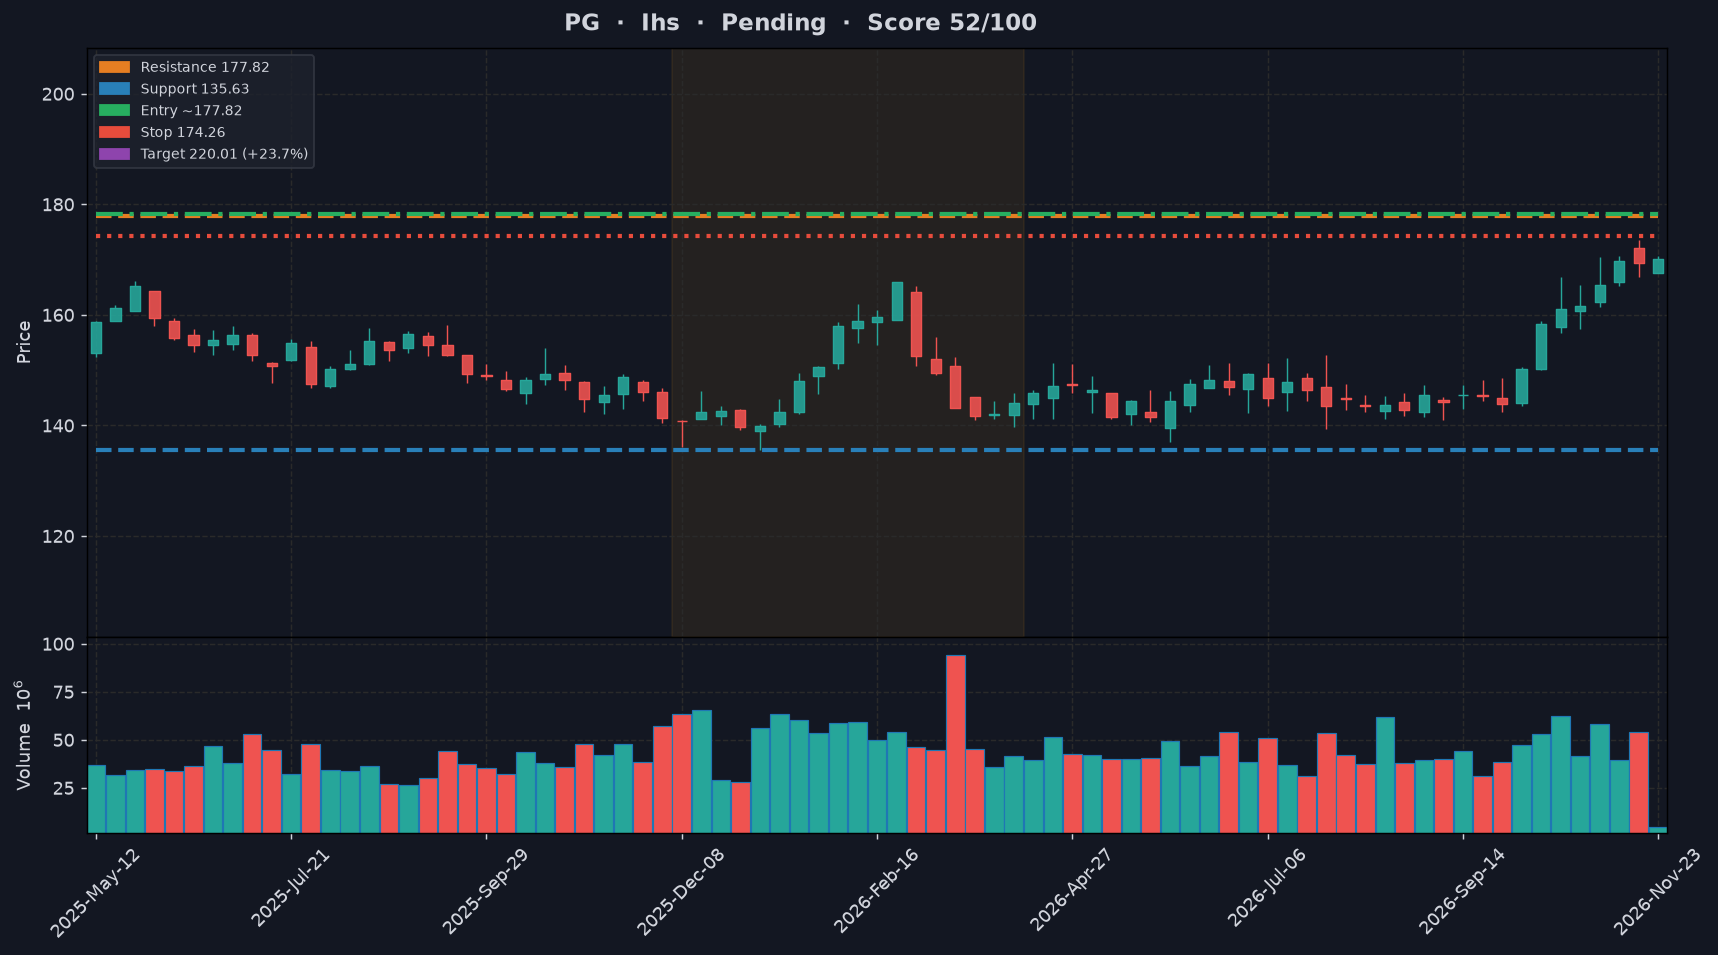 PG · Ihs · Pending · Score 52/100
Resistance 177.82
Support 135.63
Entry ~177.82
Stop 174.26
Target 220.01 (+23.7%)
200
180
160
140
120
Price
100
75
50
25
Volume 10^6
2025-May-12
2025-Jul-21
2025-Sep-29
2025-Dec-08
2026-Feb-16
2026-Apr-27
2026-Jul-06
2026-Sep-14
2026-Nov-23